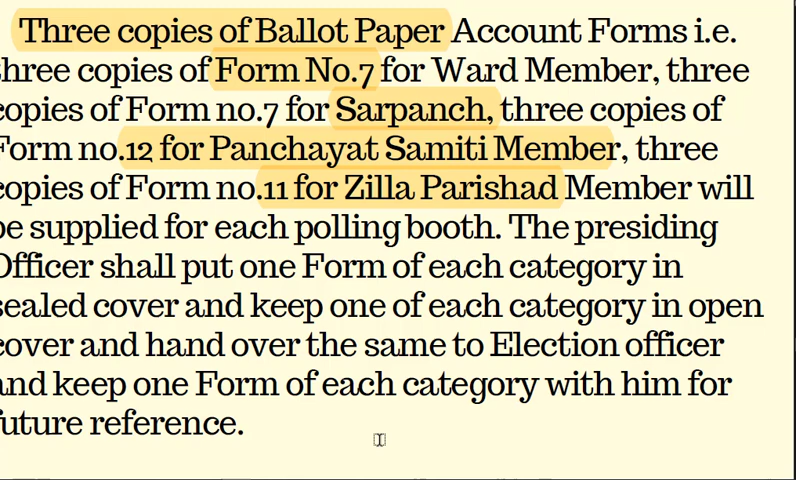 Three copies of Ballot Paper Account Forms i.e.
three copies of Form No.7 for Ward Member, three
copies of Form no.7 for Sarpanch, three copies of
Form no.12 for Panchayat Samiti Member, three
copies of Form no.11 for Zilla Parishad Member will
be supplied for each polling booth. The presiding
Officer shall put one Form of each category in
sealed cover and keep one of each category in open
cover and hand over the same to Election officer
and keep one Form of each category with him for
future reference.